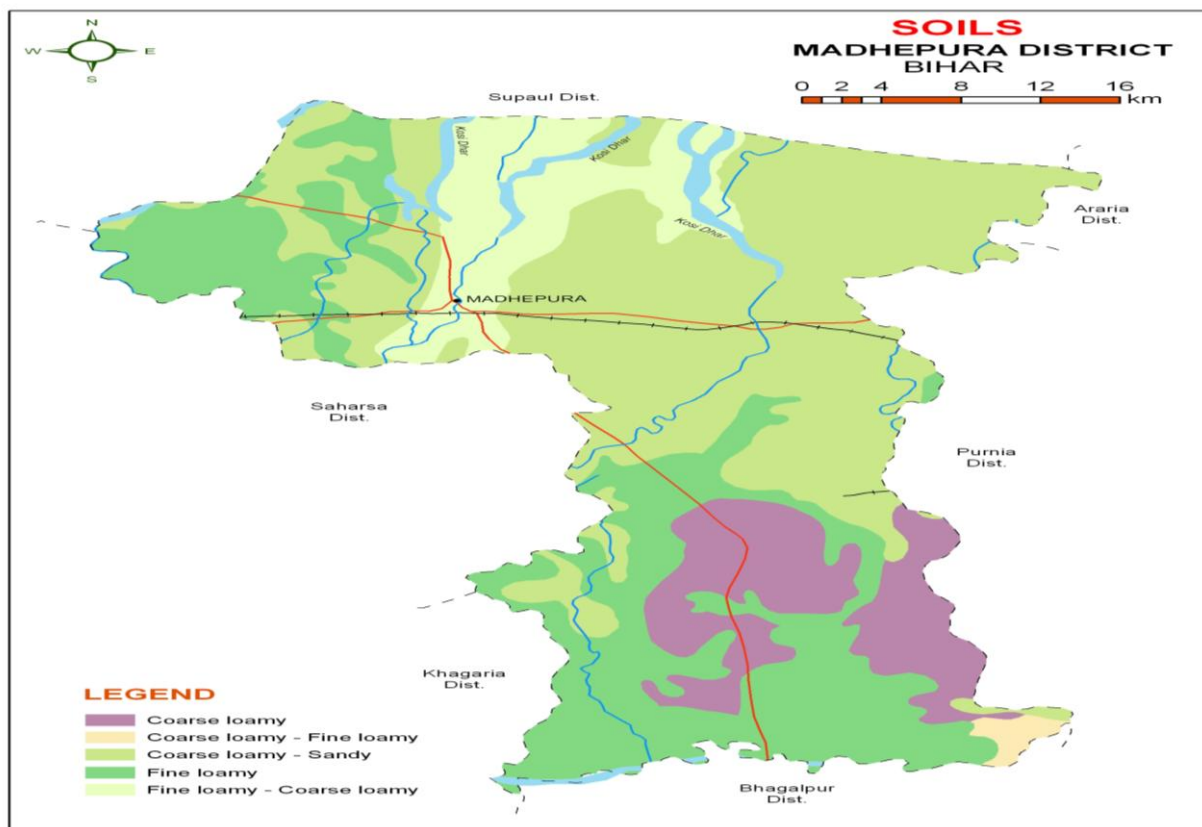 SOILS
MADHEPURA DISTRICT
BIHAR
0 2 4 8 12 16
km
N
W E
S
Supaul Dist.
Kosi Dhar
Kosi Dhar
Kosi Dhar
Araria
Dist.
MADHEPURA
Saharsa
Dist.
Purnia
Dist.
Khagaria
Dist.
Bhagalpur
Dist.
LEGEND
Coarse loamy
Coarse loamy - Fine loamy
Coarse loamy - Sandy
Fine loamy
Fine loamy - Coarse loamy